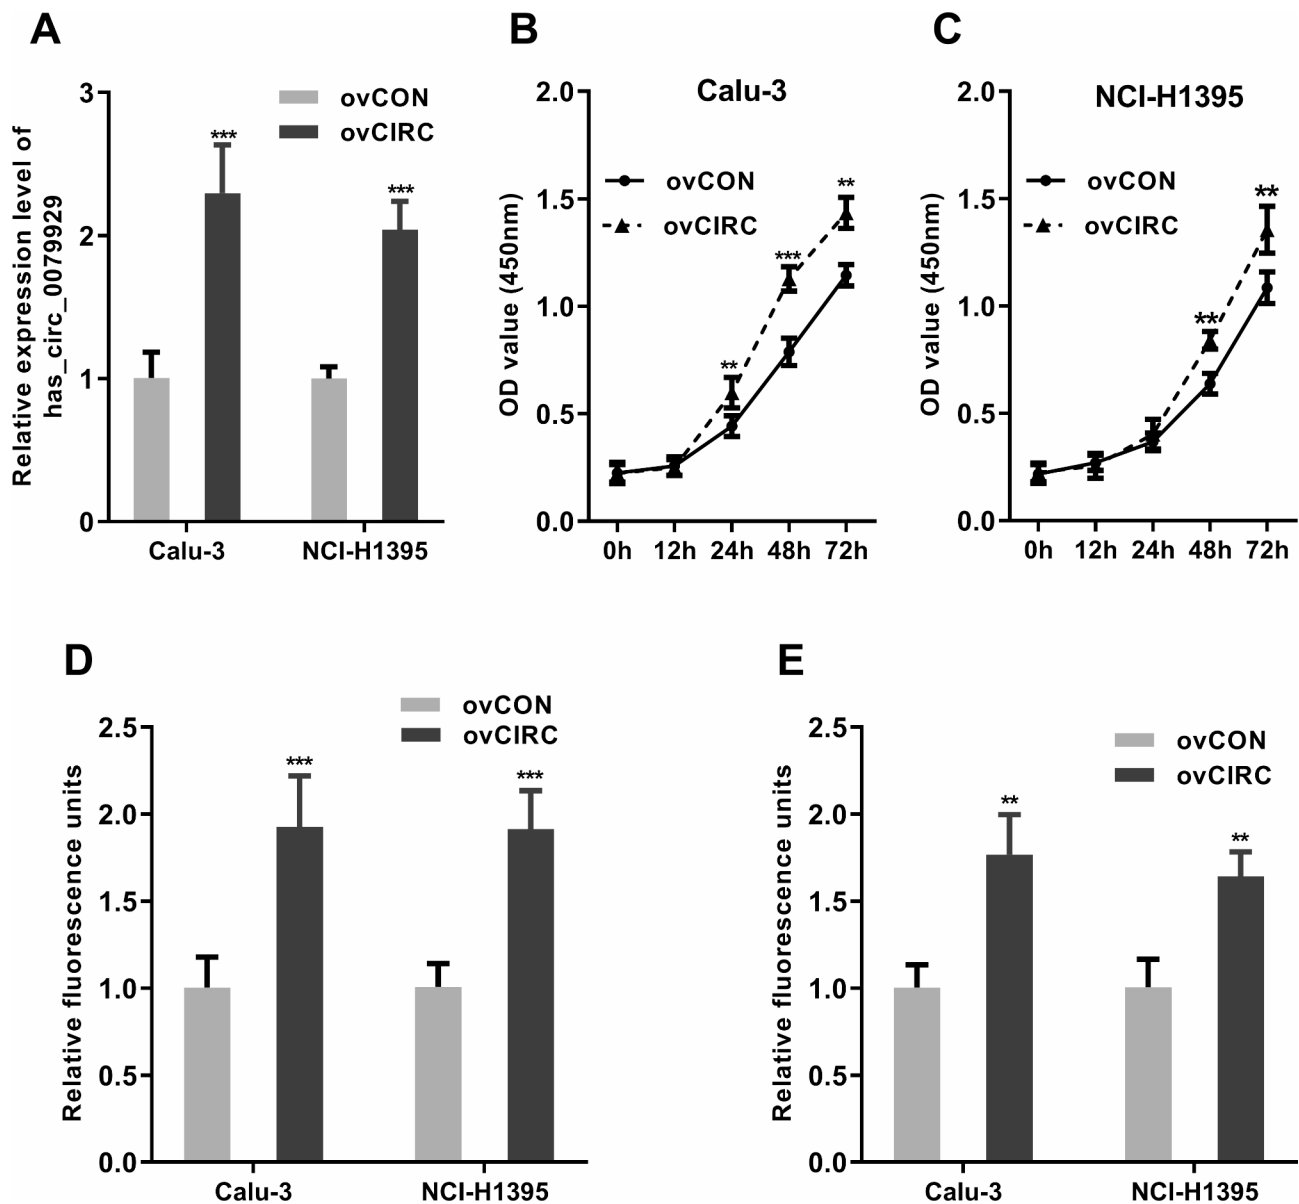 A
Relative expression level of
has_circ_0079929
3
2
1
0
ovCON
ovCIRC
***
***
Calu-3
NCI-H1395
B
Calu-3
OD value (450nm)
2.0
1.5
1.0
0.5
0.0
ovCON
ovCIRC
**
***
**
0h 12h 24h 48h 72h
C
NCI-H1395
OD value (450nm)
2.0
1.5
1.0
0.5
0.0
ovCON
ovCIRC
**
**
0h 12h 24h 48h 72h
D
Relative fluorescence units
2.5
2.0
1.5
1.0
0.5
0.0
ovCON
ovCIRC
***
***
Calu-3
NCI-H1395
E
Relative fluorescence units
2.5
2.0
1.5
1.0
0.5
0.0
ovCON
ovCIRC
**
**
Calu-3
NCI-H1395